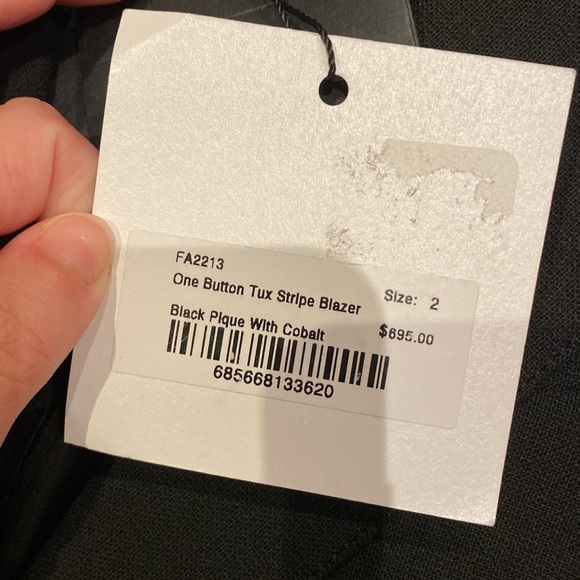 FA2213
One Button Tux Stripe Blazer
Size: 2
Black Pique With Cobalt
$695.00
685668133620